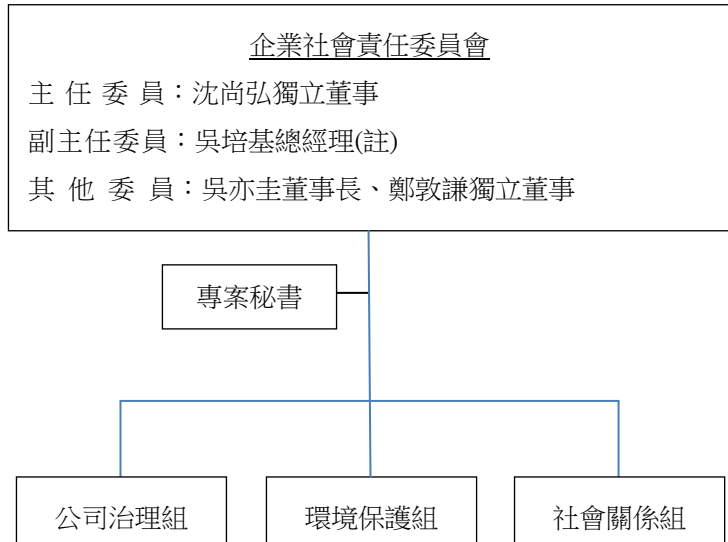 企業社會責任委員會
主 任 委 員：沈尚弘獨立董事
副主任委員：吳培基總經理(註)
其 他 委 員：吳亦圭董事長、鄭敦謙獨立董事
專案秘書
公司治理組
環境保護組
社會關係組